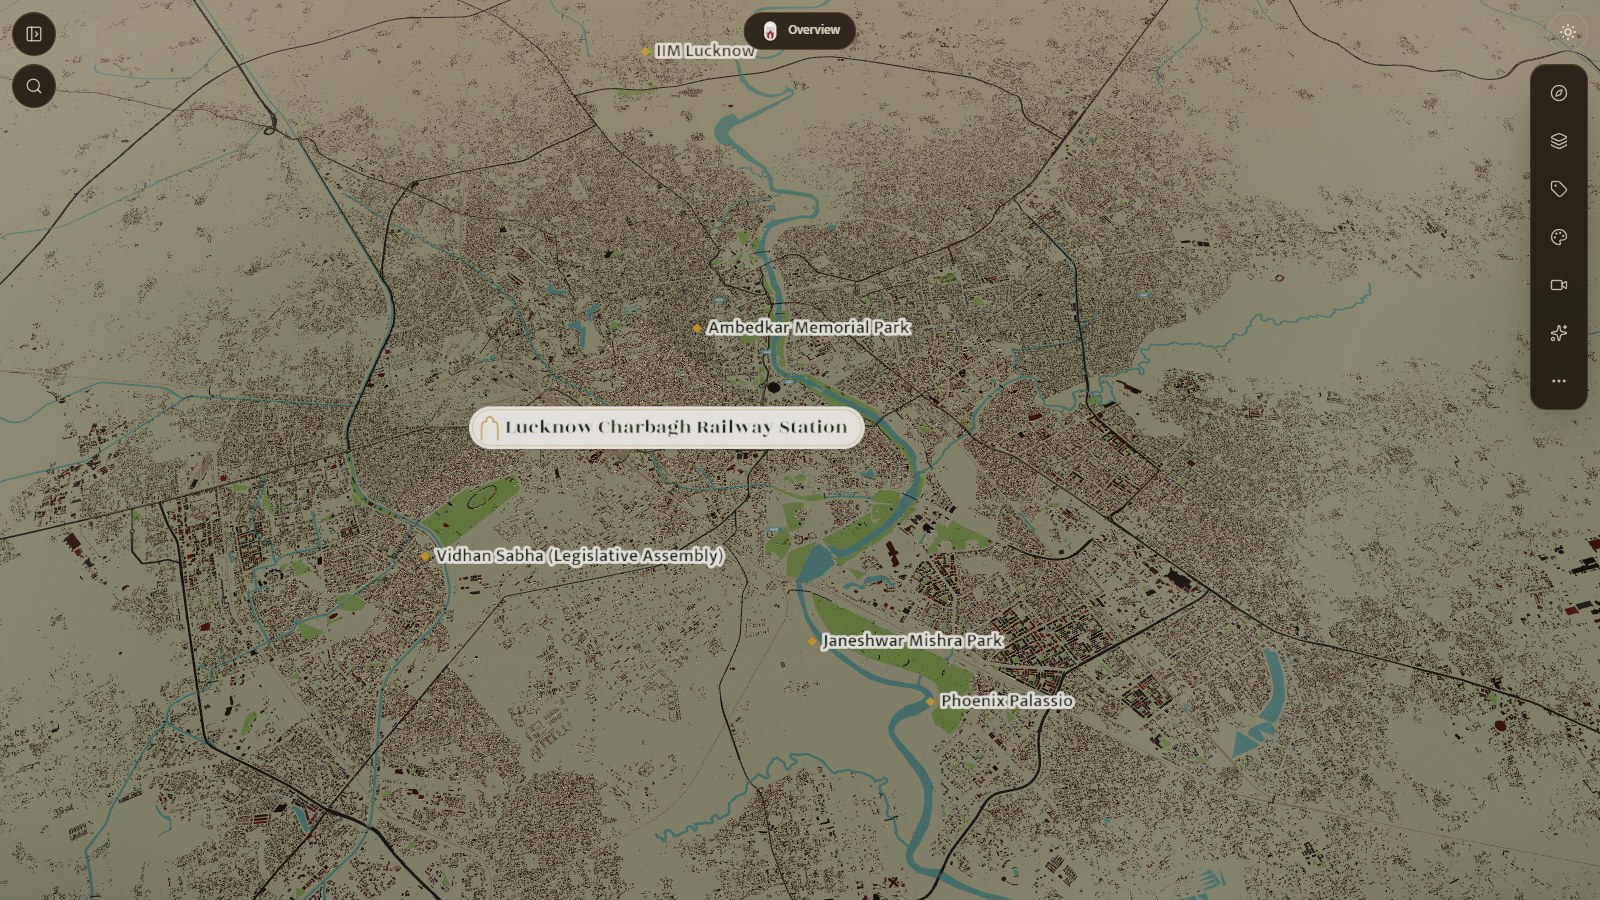 Overview
IIM Lucknow
Ambedkar Memorial Park
Lucknow Charbagh Railway Station
Vidhan Sabha (Legislative Assembly)
Janeshwar Mishra Park
Phoenix Palassio